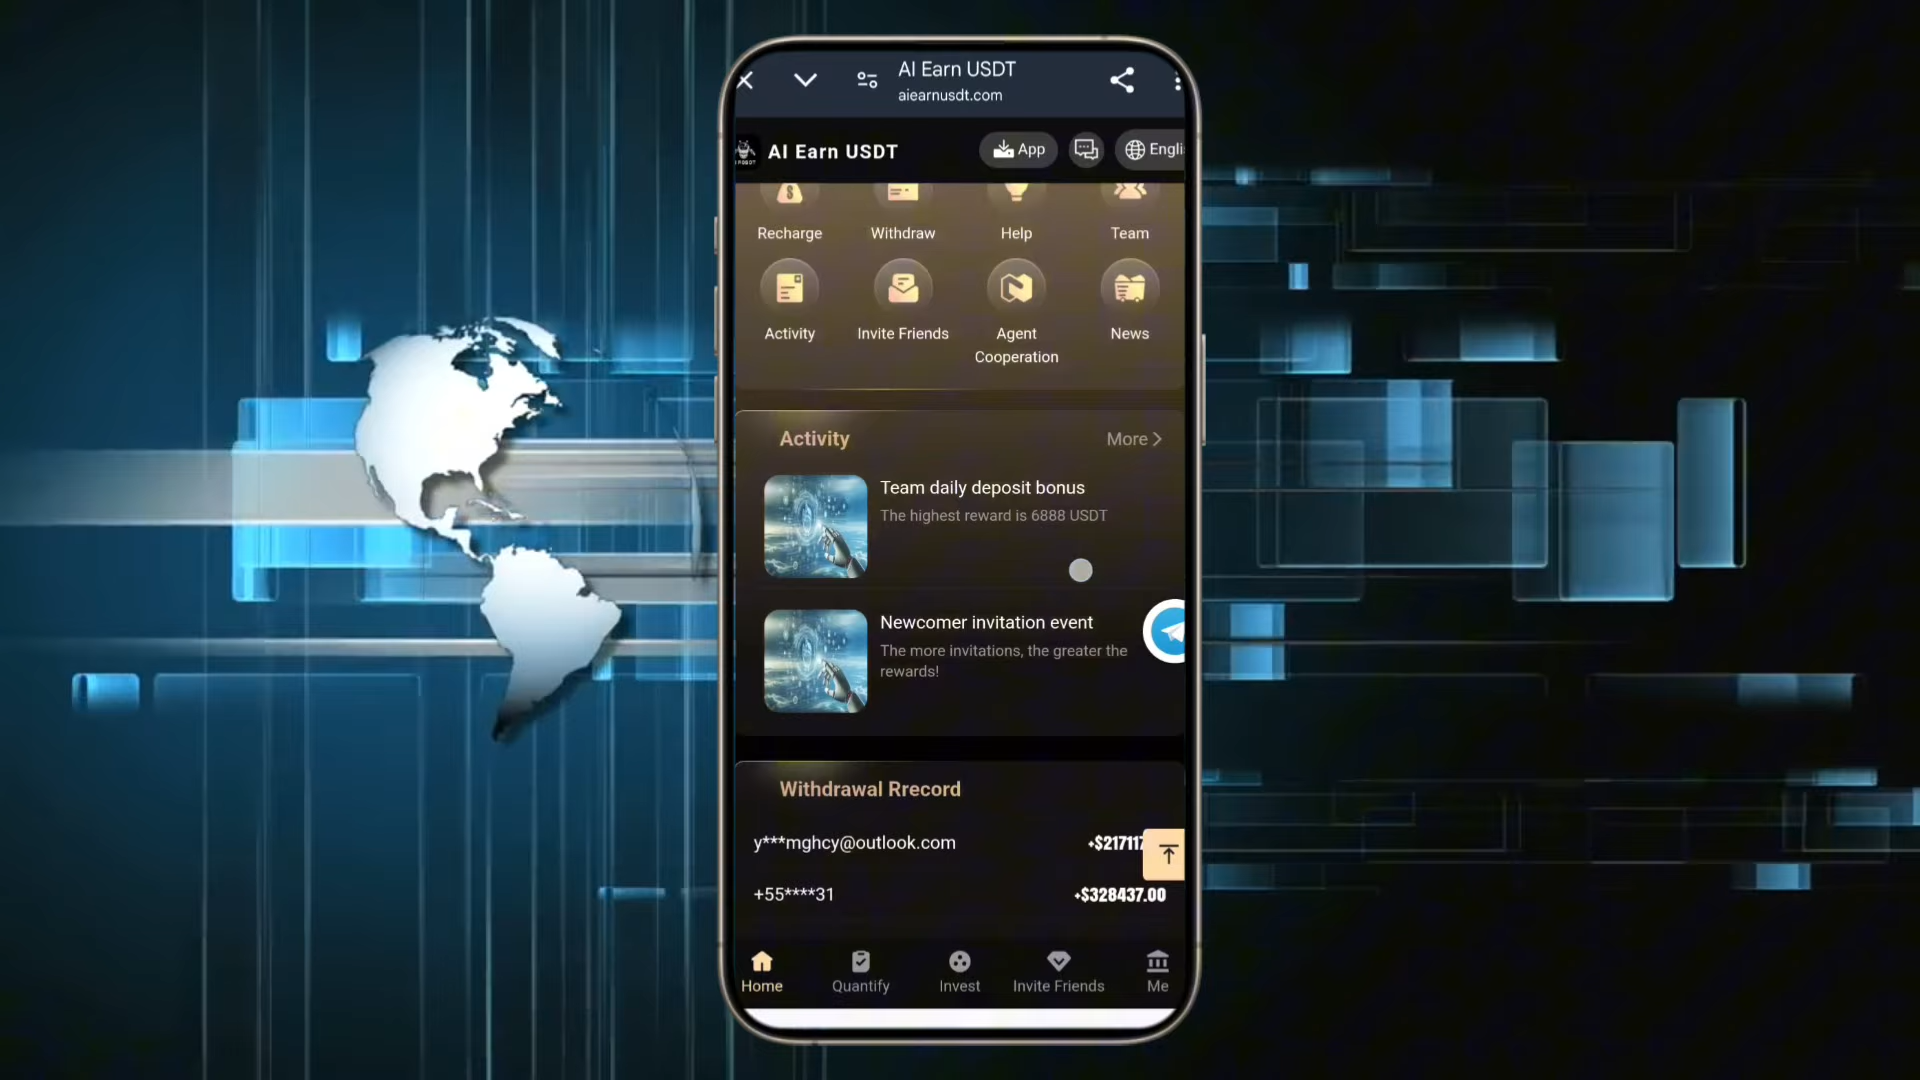 AI Earn USDT
aiearnusdt.com
AI Earn USDT
App
Engli
Recharge
Withdraw
Help
Team
Activity
Invite Friends
Agent
Cooperation
News
Activity
More
Team daily deposit bonus
The highest reward is 6888 USDT
Newcomer invitation event
The more invitations, the greater the
rewards!
Withdrawal Rrecord
y***mghcy@outlook.com
+$217117
+55****31
+$328437.00
Home
Quantify
Invest
Invite Friends
Me